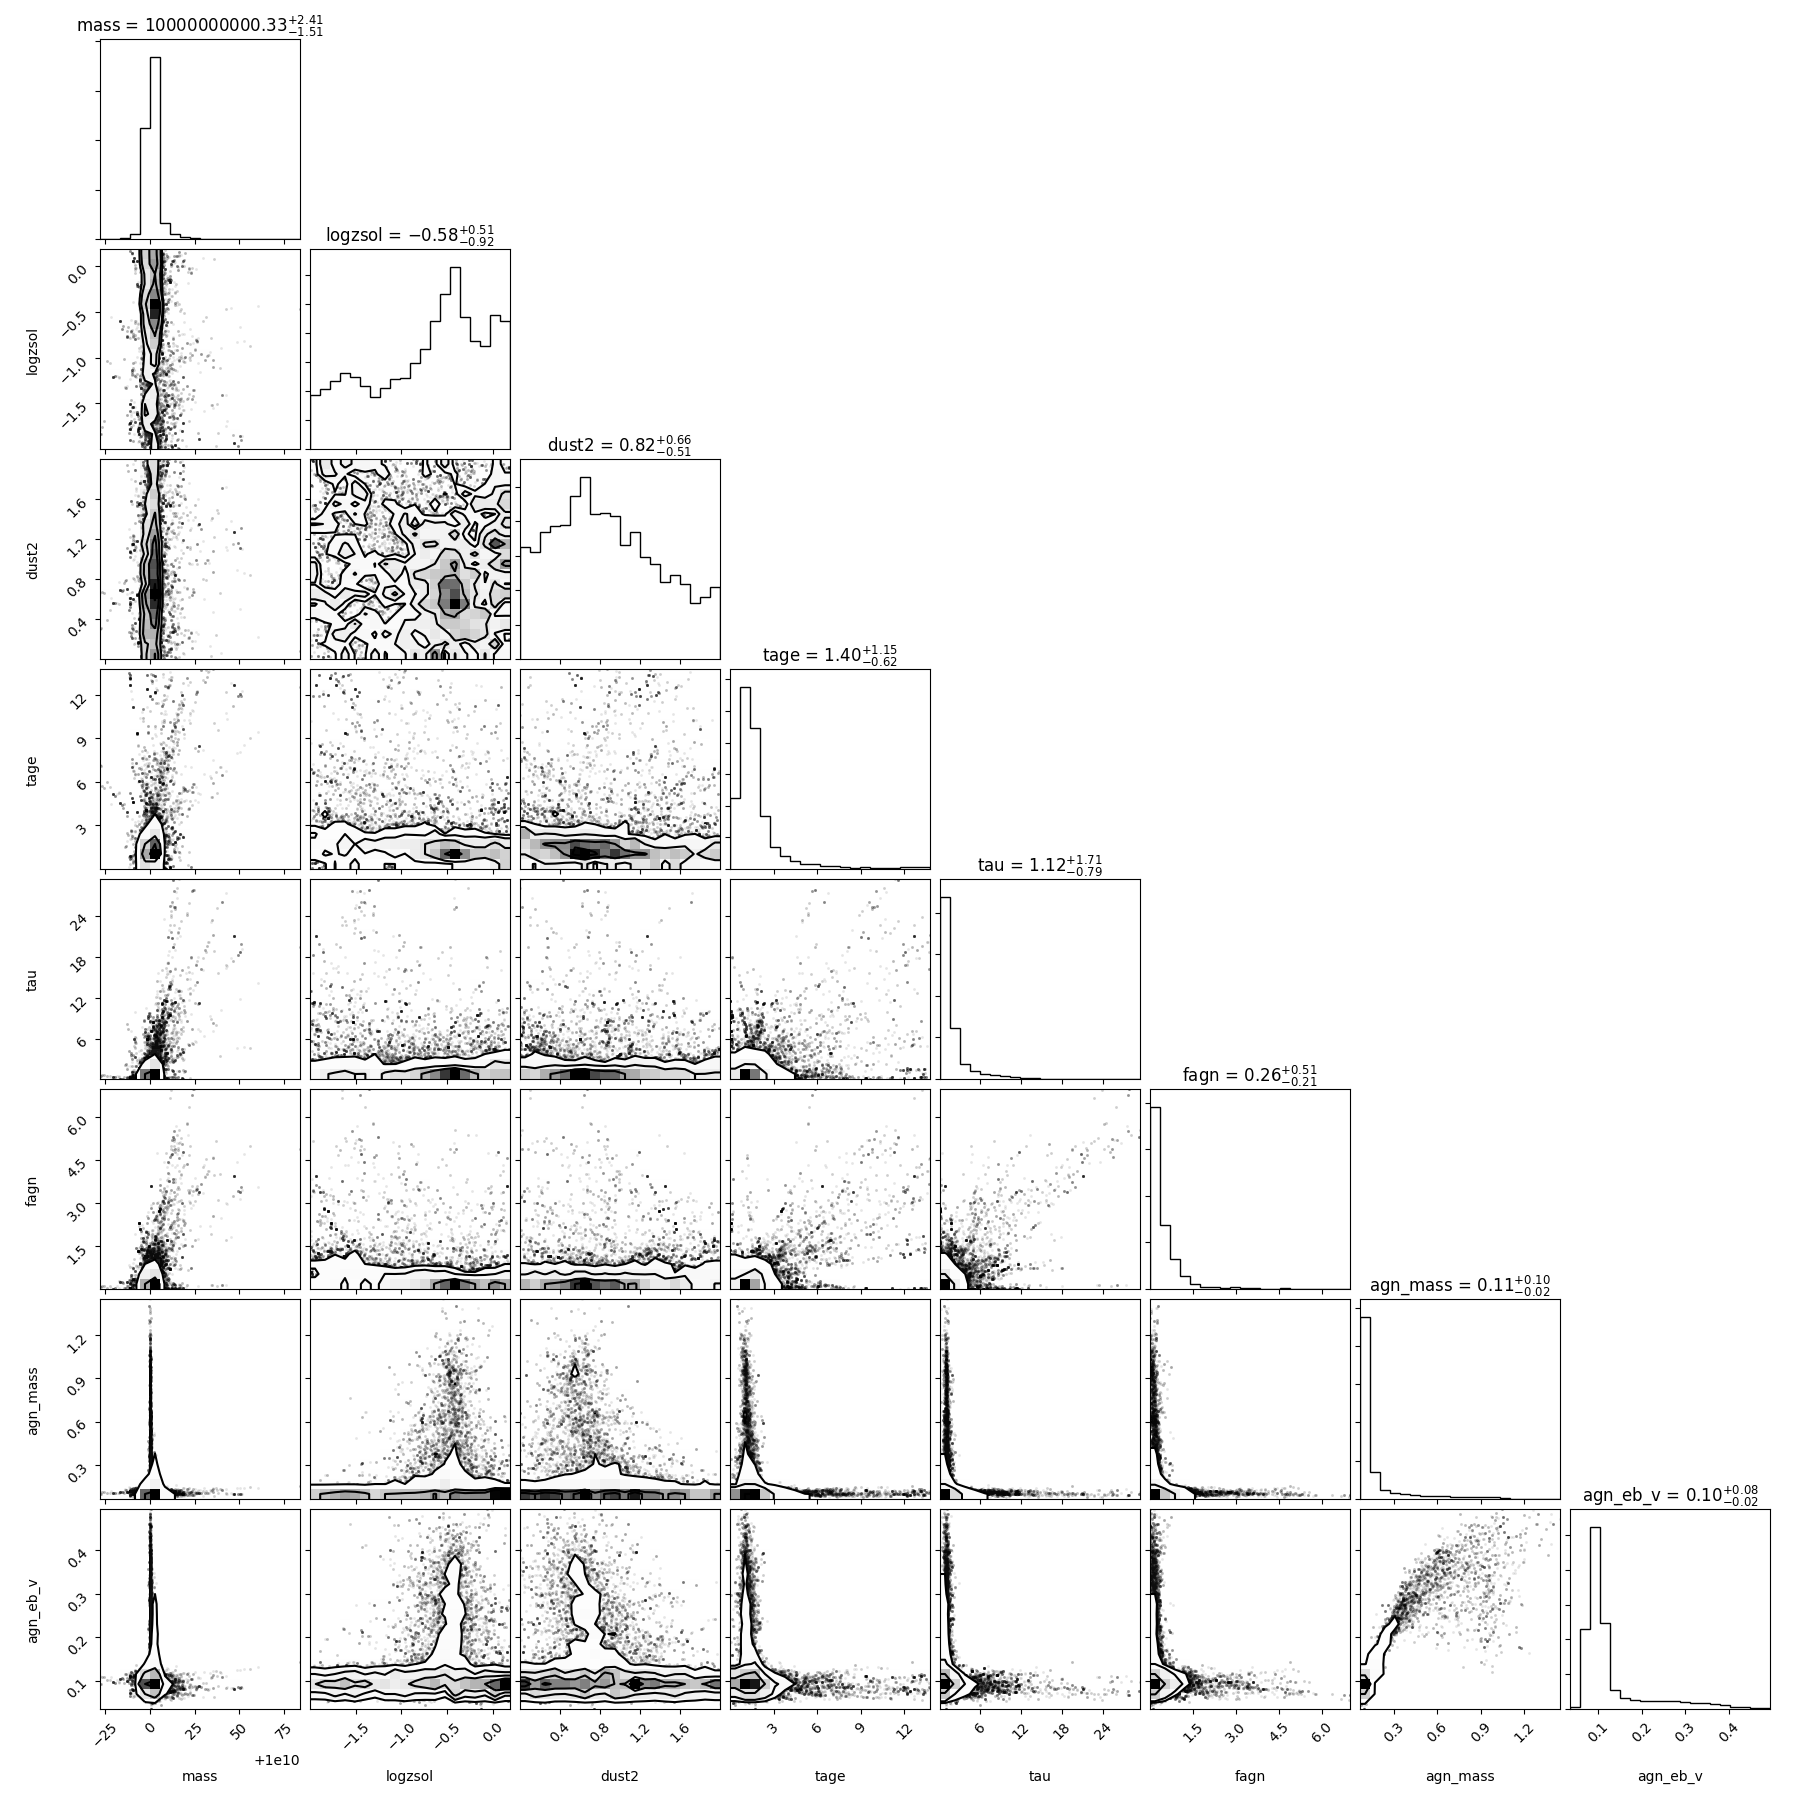 mass = 10000000000.33+2.41−1.51
logzsol = −0.58+0.51−0.92
0.0
−0.5
−1.0
−1.5
logzsol
dust2 = 0.82+0.66−0.51
1.6
1.2
0.8
0.4
dust2
tage = 1.40+1.15−0.62
12
9
6
3
tage
tau = 1.12+1.71−0.79
24
18
12
6
tau
fagn = 0.26+0.51−0.21
6.0
4.5
3.0
1.5
fagn
agn_mass = 0.11+0.10−0.02
1.2
0.9
0.6
0.3
agn_mass
agn_eb_v = 0.10+0.08−0.02
0.4
0.3
0.2
0.1
agn_eb_v
−25 0 25 50 75 −1.5 −1.0 −0.5 0.0 0.4 0.8 1.2 1.6 3 6 9 12 6 12 18 24 1.5 3.0 4.5 6.0 0.3 0.6 0.9 1.2 0.1 0.2 0.3 0.4
+1e10
mass logzsol dust2 tage tau fagn agn_mass agn_eb_v